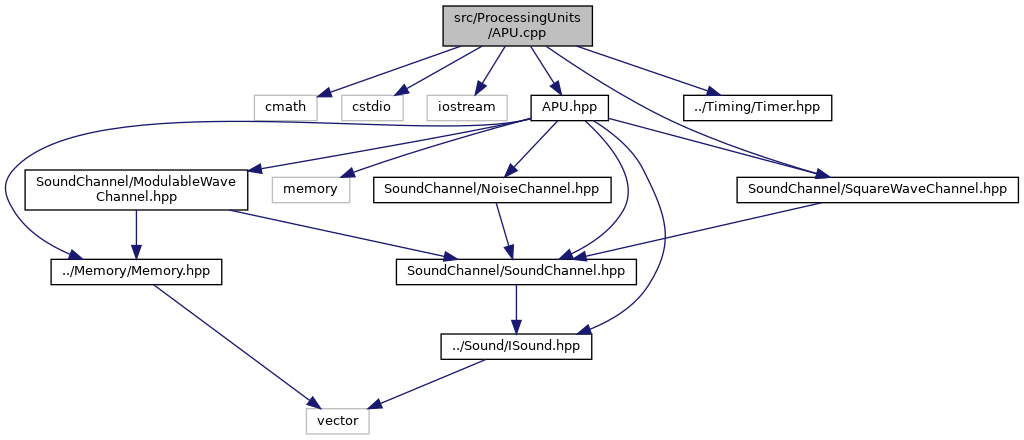 src/ProcessingUnits
/APU.cpp
cmath
cstdio
iostream
APU.hpp
../Timing/Timer.hpp
SoundChannel/ModulableWave
Channel.hpp
memory
SoundChannel/NoiseChannel.hpp
SoundChannel/SquareWaveChannel.hpp
../Memory/Memory.hpp
SoundChannel/SoundChannel.hpp
../Sound/ISound.hpp
vector